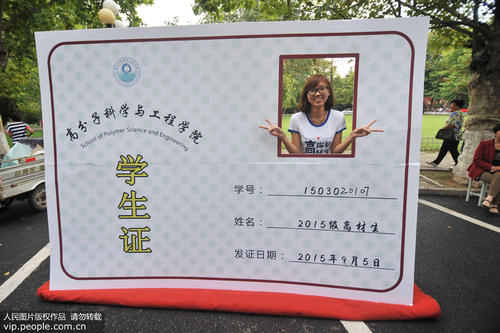 高分子科学与工程学院
School of Polymer Science and Engineering
学生证
学号: 1503020107
姓名: 2015级高材生
发证日期: 2015年9月5日
人民图片版权作品 请勿转载
vip.people.com.cn